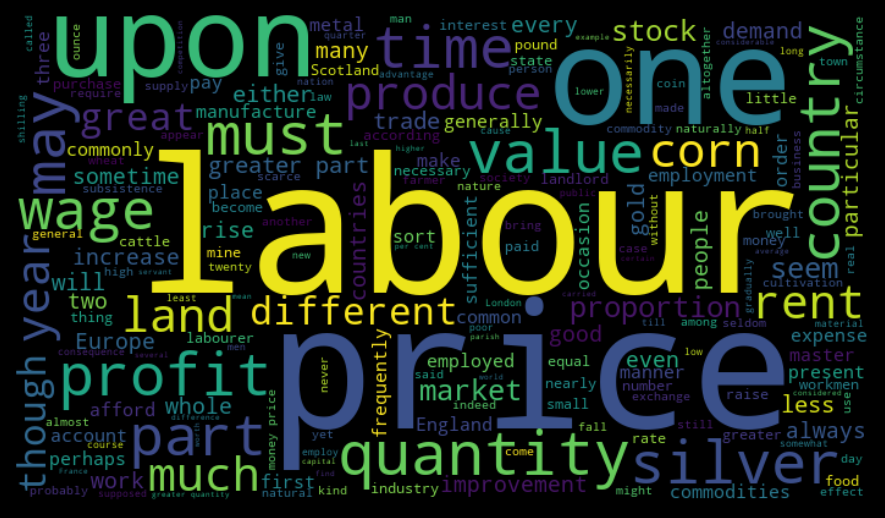 called
ounce
quarter
competition
give
man
metal
many
Scotland
interest
every
pound
state
person
stock
example
lower
necessarily
coin
made
demand
considerable
altogether
little
long
town
circumstance
upon
time
one
country
three
purchase
require
supply
pay
advantage
nation
law
shilling
may
great
either
manufacture
produce
trade
generally
according
cause
commodity
naturally
half
business
particular
order
appear
last
higher
must
value
corn
commonly
wheat
greater
part
make
necessary
farmer
society
landlord
employment
sometime
subsistence
scarce
place
become
nature
public
gold
wage
labour
countries
another
bring
occasion
people
without
brought
well
real
general
cattle
rise
sort
sufficient
paid
case
certain
money
average
increase
mine
twenty
new
per cant
cultivation
gradually
seem
year
will
high
servant
two
thing
land
least
mean
different
London
carried
common
poor
parish
till
among
seldom
proportion
rent
material
expense
though
Europe
consequence
several
labourer
men
never
frequently
price
good
low
profit
employed
said
equal
nearly
even
manner
number
exchange
master
present
workmen
considered
use
whole
afford
market
world
indeed
small
raise
less
almost
difference
worth
England
yet
fall
rate
still
greater
always
somewhat
account
course
part
money price
employ
capital
quantity
come
silver
day
perhaps
France
much
work
first
find
industry
improvement
might
commodities
food
effect
probably
supposed
greater quantity
natural
kind